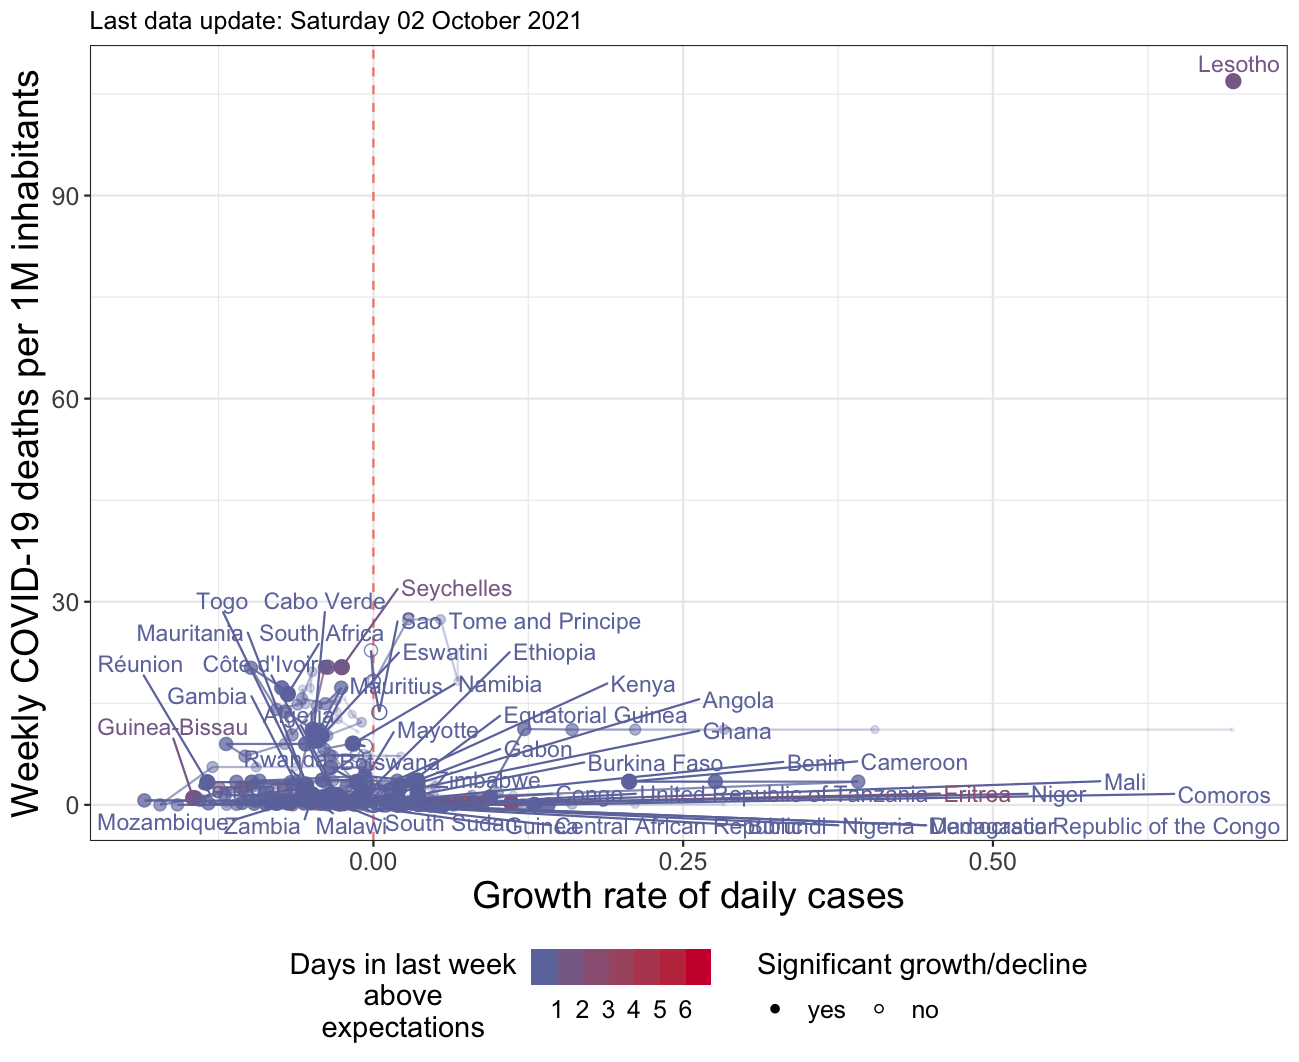 Last data update: Saturday 02 October 2021
Weekly COVID-19 deaths per 1M inhabitants
90
60
30
0
Lesotho
Seychelles
Togo
Cabo Verde
Sao Tome and Principe
Mauritania
South Africa
Eswatini
Ethiopia
Réunion
Côte d'Ivoire
Mauritius
Namibia
Kenya
Gambia
Angola
Algeria
Equatorial Guinea
Guinea-Bissau
Mayotte
Ghana
Gabon
Rwanda
Botswana
Burkina Faso
Benin
Cameroon
Zimbabwe
Mali
Congo
United Republic of Tanzania
Eritrea
Niger
Comoros
Mozambique
Zambia
Malawi
South Sudan
Guinea
Central African Republic
Burundi
Nigeria
Madagascar
Democratic Republic of the Congo
0.00
0.25
0.50
Growth rate of daily cases
Days in last week
above
expectations
1 2 3 4 5 6
Significant growth/decline
yes
no